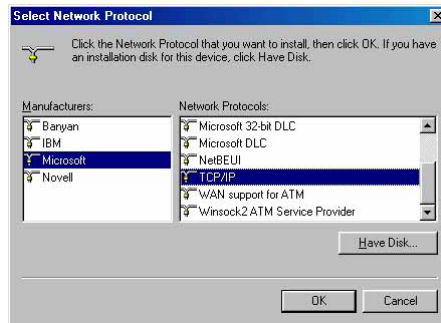 Select Network Protocol
Click the Network Protocol that you want to install, then click OK. If you have
an installation disk for this device, click Have Disk.
Manufacturers:
Banyan
IBM
Microsoft
Novell
Network Protocols:
Microsoft 32-bit DLC
Microsoft DLC
NetBEUI
TCP/IP
WAN support for ATM
Winsock2 ATM Service Provider
Have Disk...
OK
Cancel